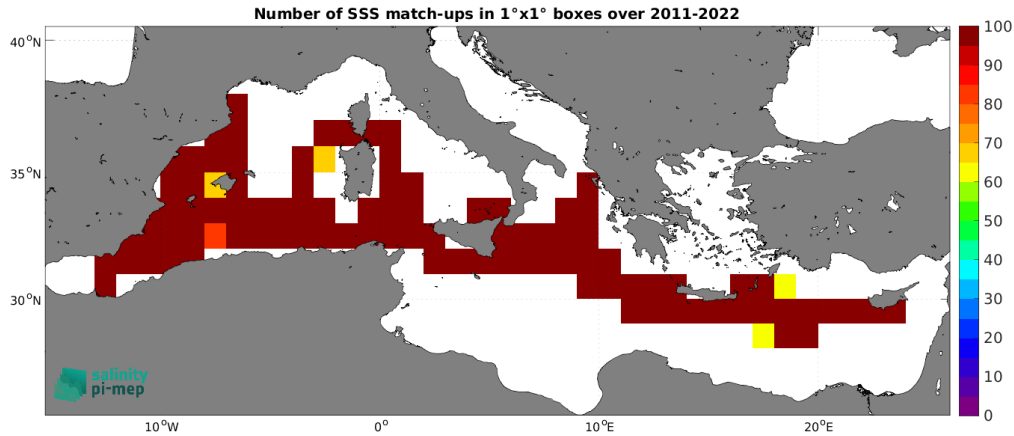 Number of SSS match-ups in 1°x1° boxes over 2011-2022
40°N
35°N
30°N
10°W
0°
10°E
20°E
100
90
80
70
60
50
40
30
20
10
0
salinity
pi-mep